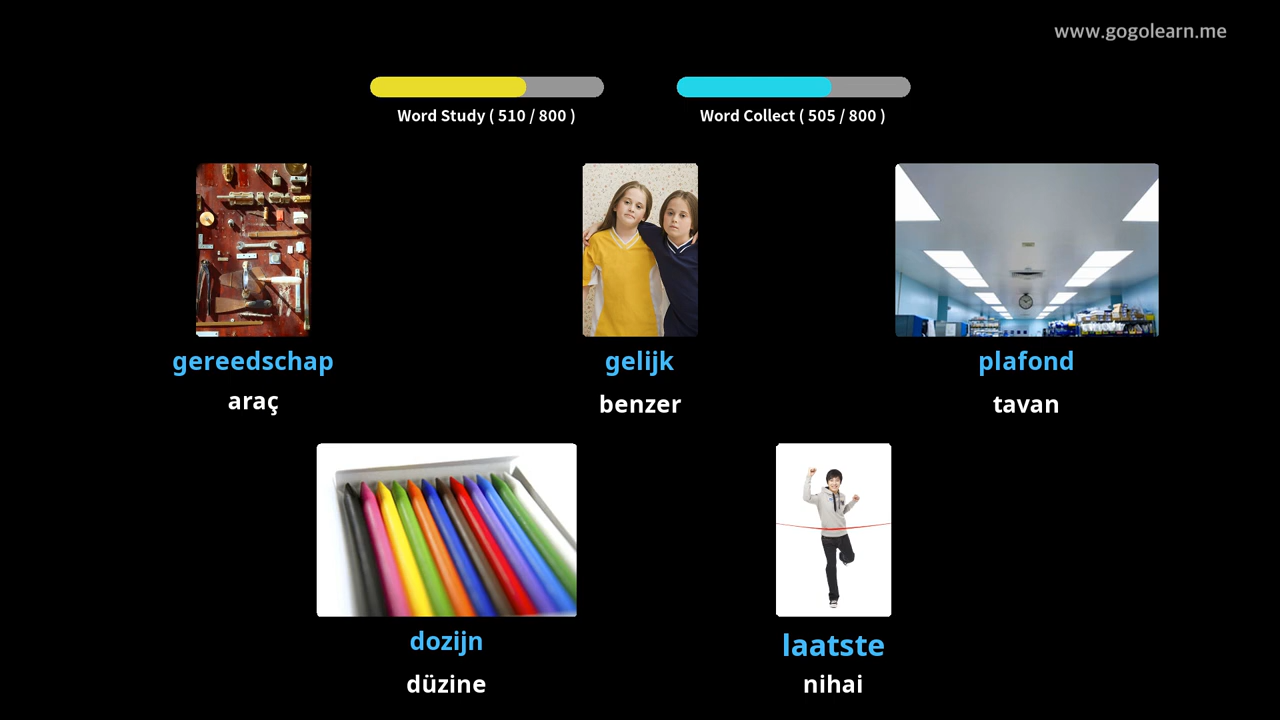 www.gogolearn.me
Word Study ( 510 / 800 )
Word Collect ( 505 / 800 )
gereedschap
araç
gelijk
benzer
plafond
tavan
dozijn
düzine
laatste
nihai